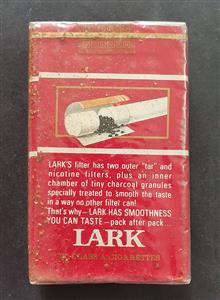 LARK'S filter has two outer "tar" and
nicotine filters, plus an inner
chamber of tiny charcoal granules
specially treated to smooth the taste
in a way no other filter can!
That's why – LARK HAS SMOOTHNESS
YOU CAN TASTE – pack after pack...
LARK
CLASS A CIGARETTES